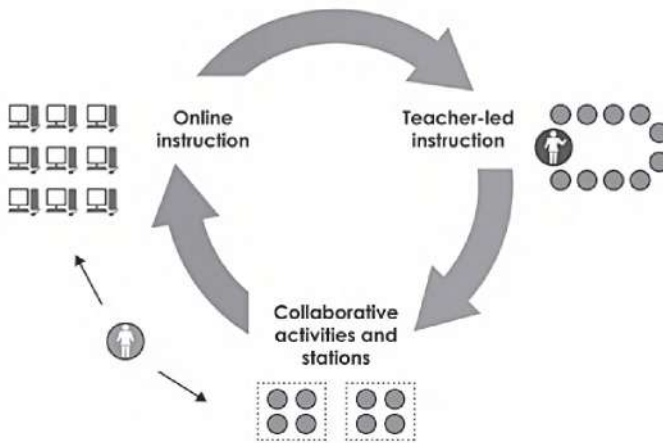 Online
instruction
Teacher-led
instruction
Collaborative
activities and
stations